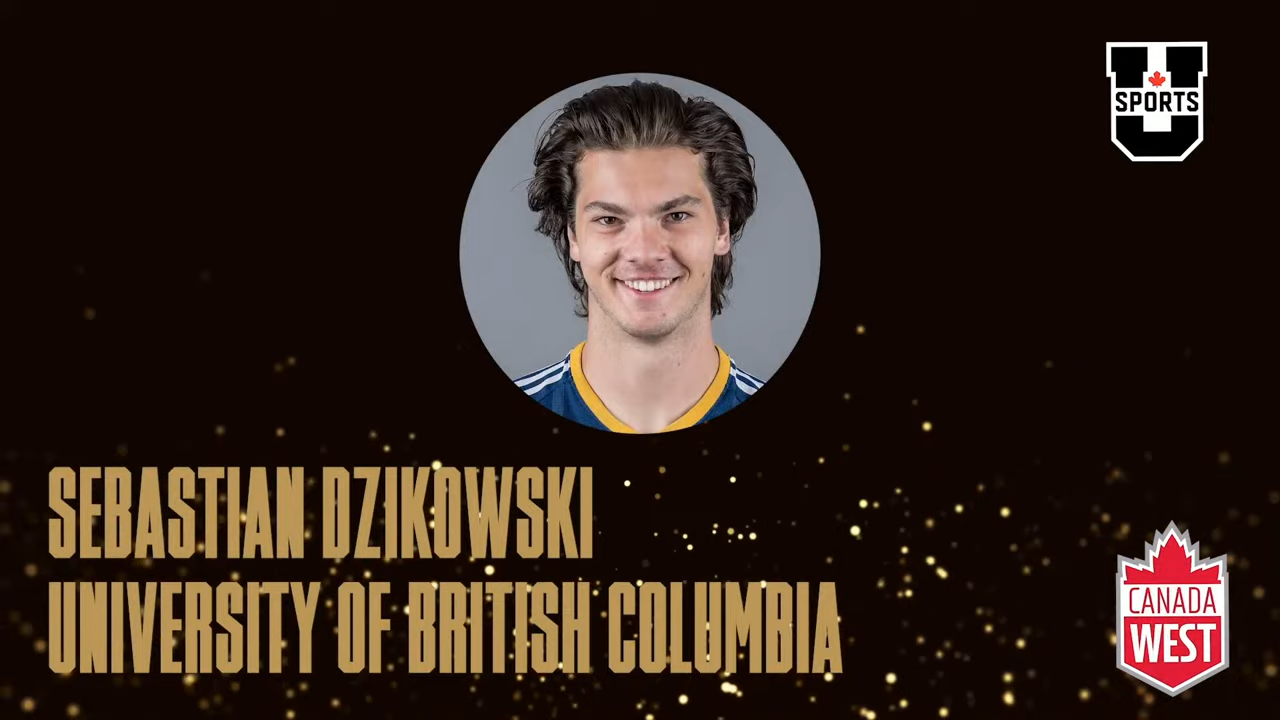 U
SPORTS
SEBASTIAN DZIKOWSKI
UNIVERSITY OF BRITISH COLUMBIA
CANADA
WEST